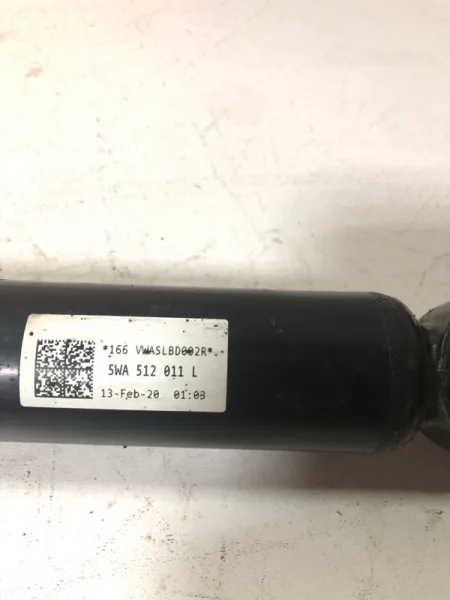 *166 VWASLBD002R*.
5WA 512 011 L
13-Feb-20 01:03